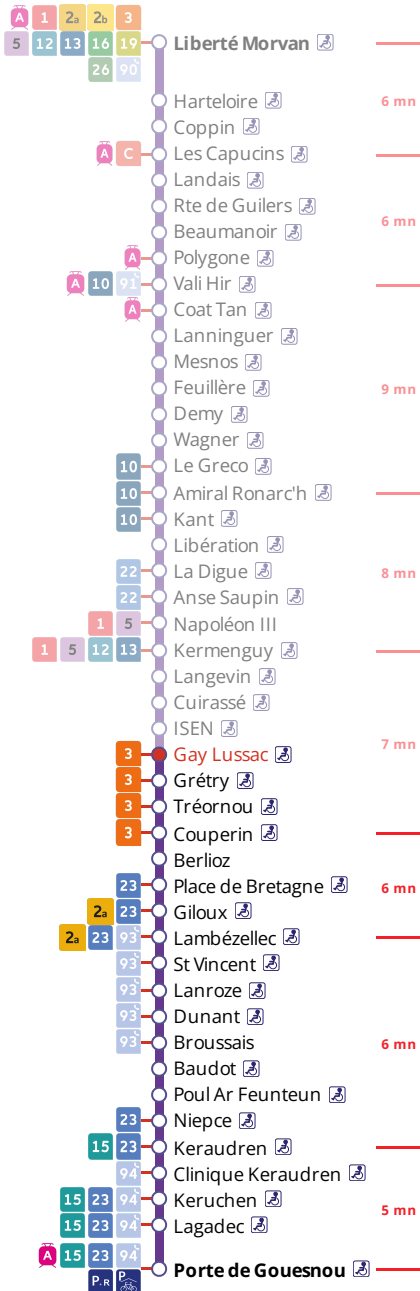 A 1 2a 2b 3
5 12 13 16 19 Liberté Morvan
26 90
Harteloire 6 mn
Coppin
A C Les Capucins
Landais
Rte de Guilers 6 mn
Beaumanoir
A Polygone
A 10 91 Vali Hir
A Coat Tan
Lanninguer
Mesnos
Feuillère 9 mn
Demy
Wagner
10 Le Greco
10 Amiral Ronarc'h
10 Kant
Libération
22 La Digue 8 mn
22 Anse Saupin
1 5 Napoléon III
1 5 12 13 Kermenguy
Langevin
Cuirassé
ISEN 7 mn
3 Gay Lussac
3 Grétry
3 Tréornou
3 Couperin
Berlioz
23 Place de Bretagne 6 mn
2a 23 Giloux
2a 23 93 Lambézellec
93 St Vincent
93 Lanroze
93 Dunant
93 Broussais 6 mn
Baudot
Poul Ar Feunteun
23 Niepce
15 23 Keraudren
94 Clinique Keraudren
15 23 94 Keruchen 5 mn
15 23 94 Lagadec
A 15 23 94
P.R P Porte de Gouesnou